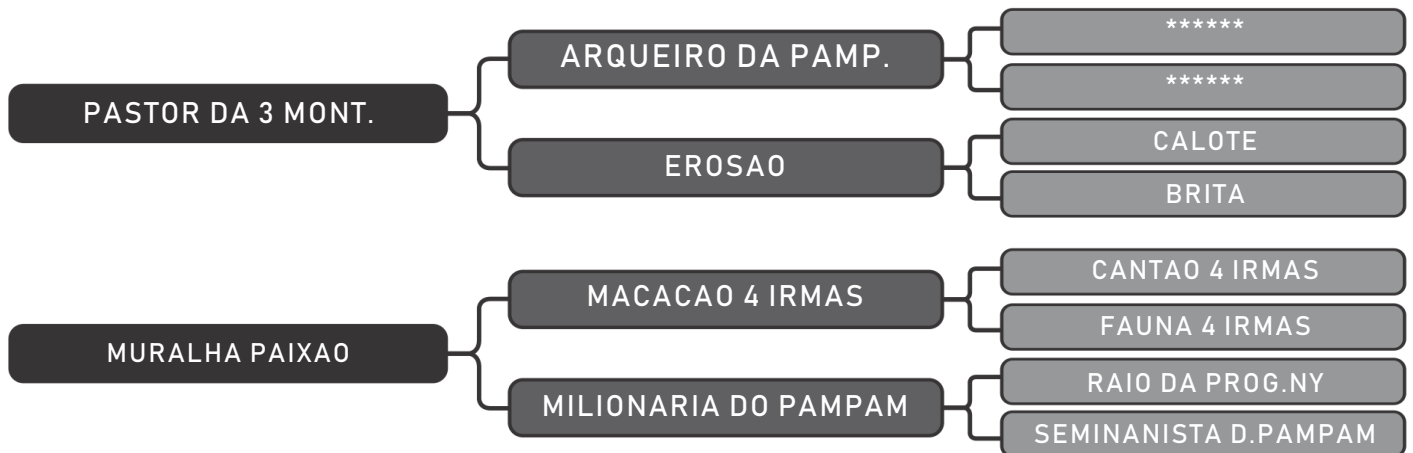 PASTOR DA 3 MONT.
ARQUEIRO DA PAMP.
******
******
EROSAO
CALOTE
BRITA
MURALHA PAIXAO
MACACAO 4 IRMAS
CANTAO 4 IRMAS
FAUNA 4 IRMAS
MILIONARIA DO PAMPAM
RAIO DA PROG.NY
SEMINANISTA D.PAMPAM